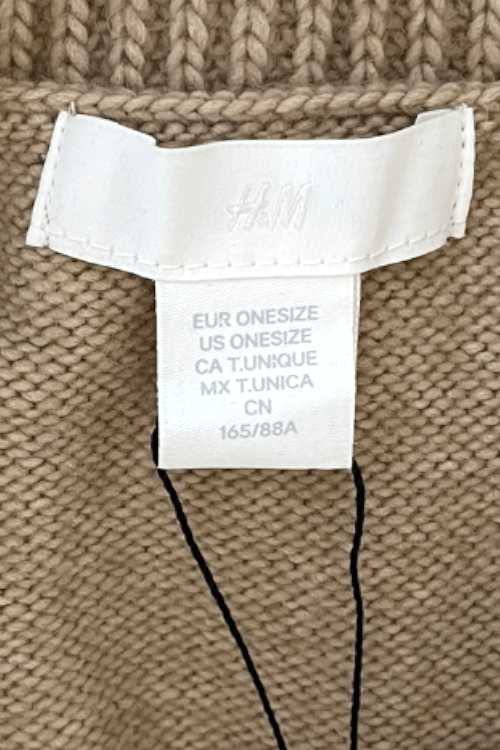 H&M
EUR ONESIZE
US ONESIZE
CA T.UNIQUE
MX T.UNICA
CN
165/88A